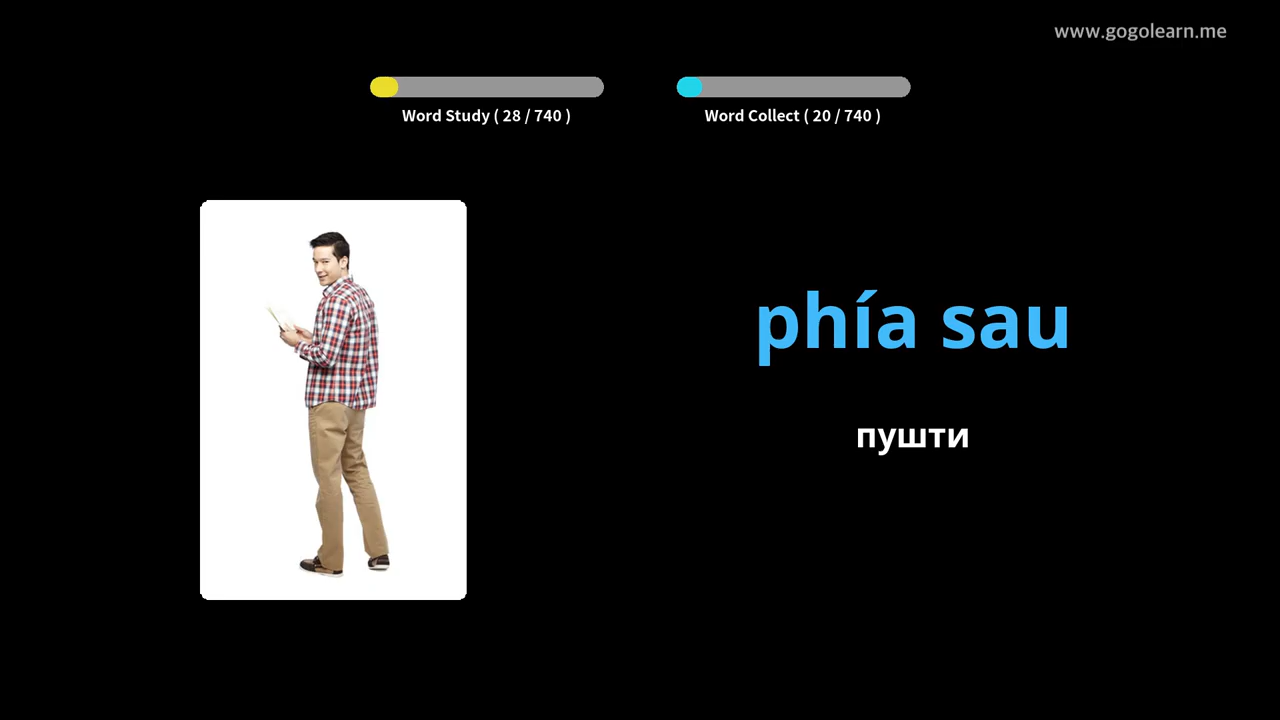 www.gogolearn.me
Word Study ( 28 / 740 )
Word Collect ( 20 / 740 )
phía sau
пушти